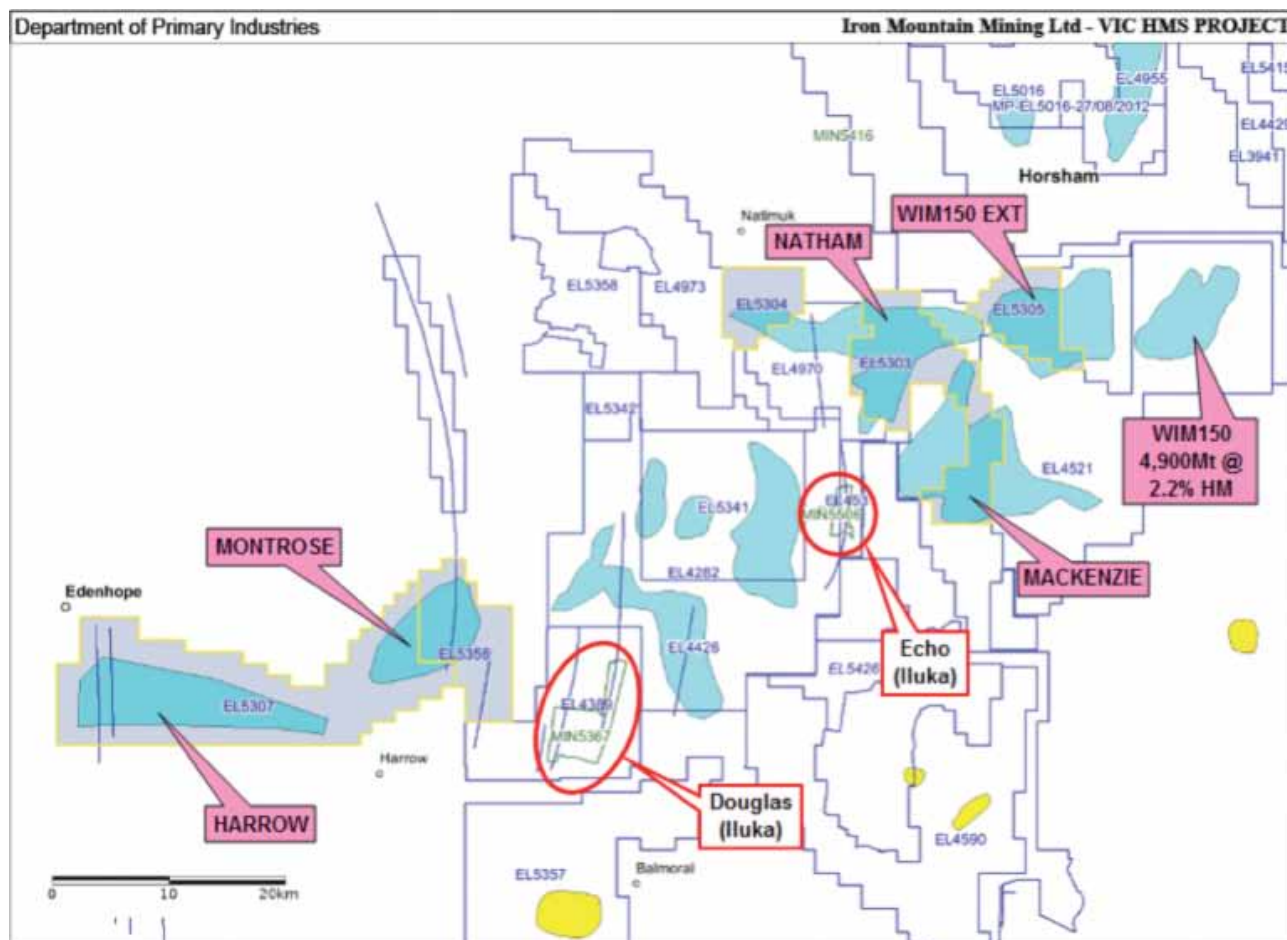 Department of Primary Industries
Iron Mountain Mining Ltd - VIC HMS PROJECT
EL5415
EL4955
EL5016
MP-EL5016-27/08/2012
EL4429
MIN5416
EL3941
Horsham
WIM150 EXT
Natimuk
NATHAM
EL5358
EL4973
EL5304
EL5305
EL5303
EL4970
EL5342
WIM150
4,900Mt @
2.2% HM
EL4521
EL5341
EL453
MIN5506
MONTROSE
EL4282
MACKENZIE
Edenhope
Echo
(Iluka)
EL4426
EL5358
EL5426
EL5307
EL4389
MIN5367
Harrow
HARROW
Douglas
(Iluka)
EL4590
EL5357
Balmoral
0 10 20km